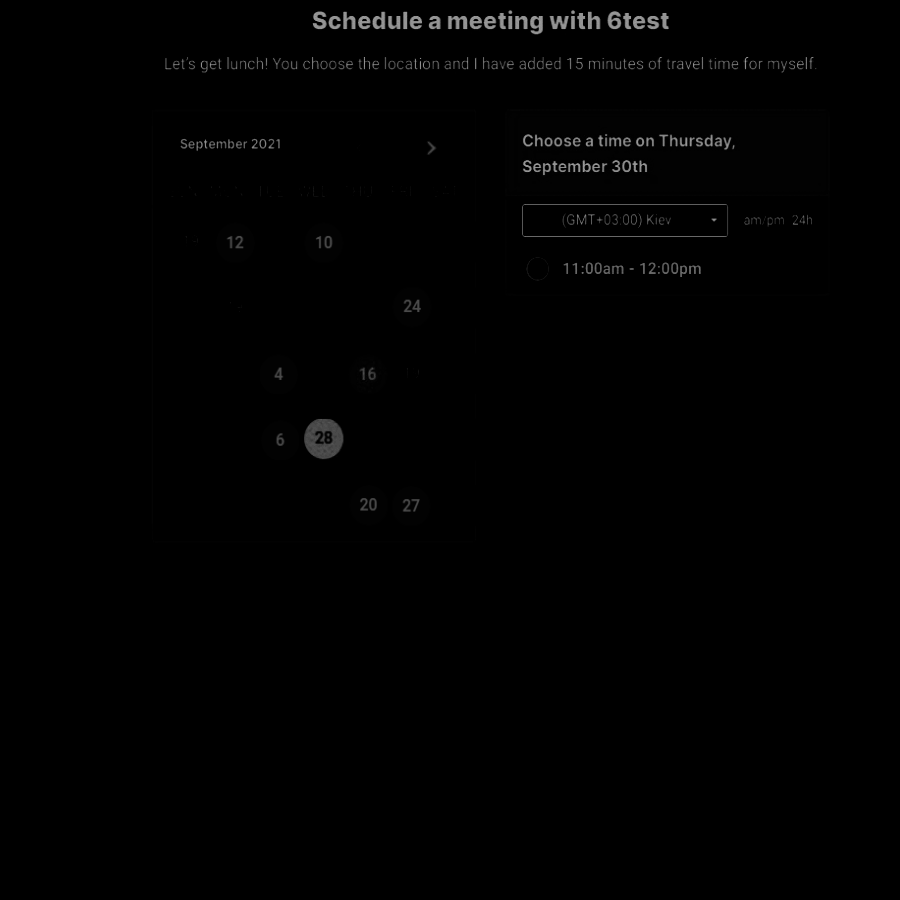 Schedule a meeting with 6test
Let's get lunch! You choose the location and I have added 15 minutes of travel time for myself.
September 2021
Choose a time on Thursday,
September 30th
(GMT+03:00) Kiev
am/pm 24h
12 10
11:00am - 12:00pm
24
4 16
6 28
20 27